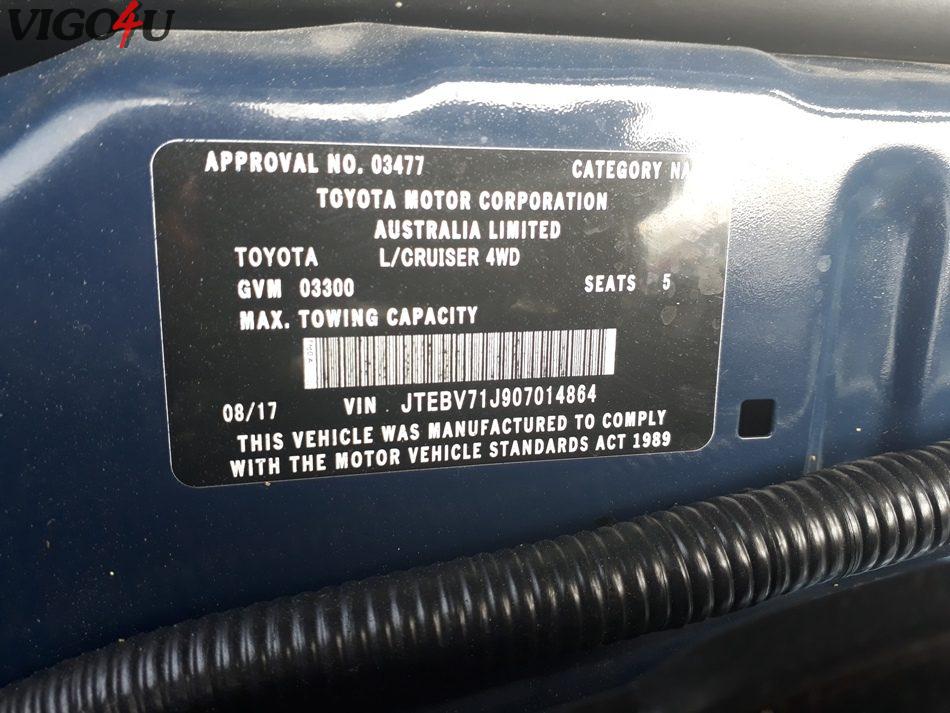 VIGO4U
APPROVAL NO. 03477 CATEGORY NA
TOYOTA MOTOR CORPORATION
AUSTRALIA LIMITED
TOYOTA L/CRUISER 4WD
GVM 03300 SEATS 5
MAX. TOWING CAPACITY
08/17 VIN JTEBV71J907014864
THIS VEHICLE WAS MANUFACTURED TO COMPLY
WITH THE MOTOR VEHICLE STANDARDS ACT 1989